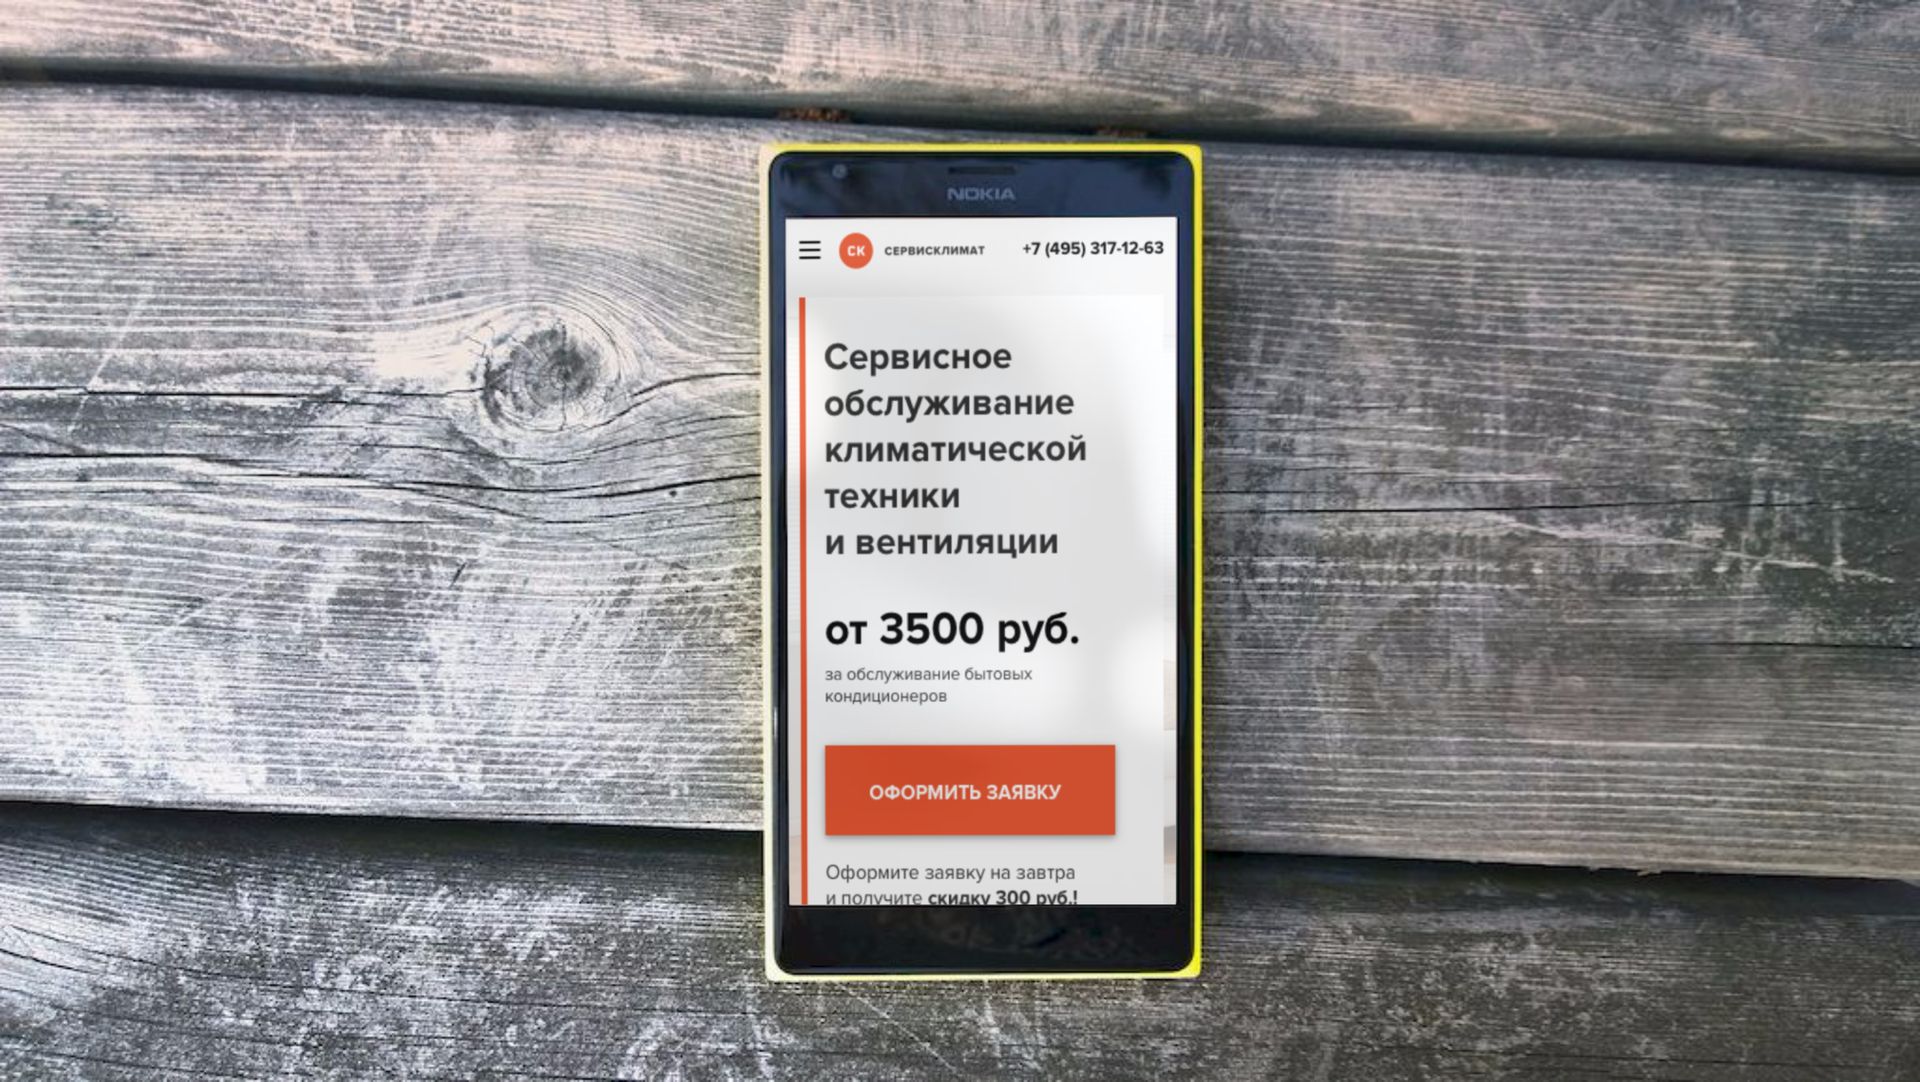 NOKIA
СК СЕРВИСКЛИМАТ +7 (495) 317-12-63
Сервисное
обслуживание
климатической
техники
и вентиляции
от 3500 руб.
за обслуживание бытовых
кондиционеров
ОФОРМИТЬ ЗАЯВКУ
Оформите заявку на завтра
и получите скидку 300 руб.!